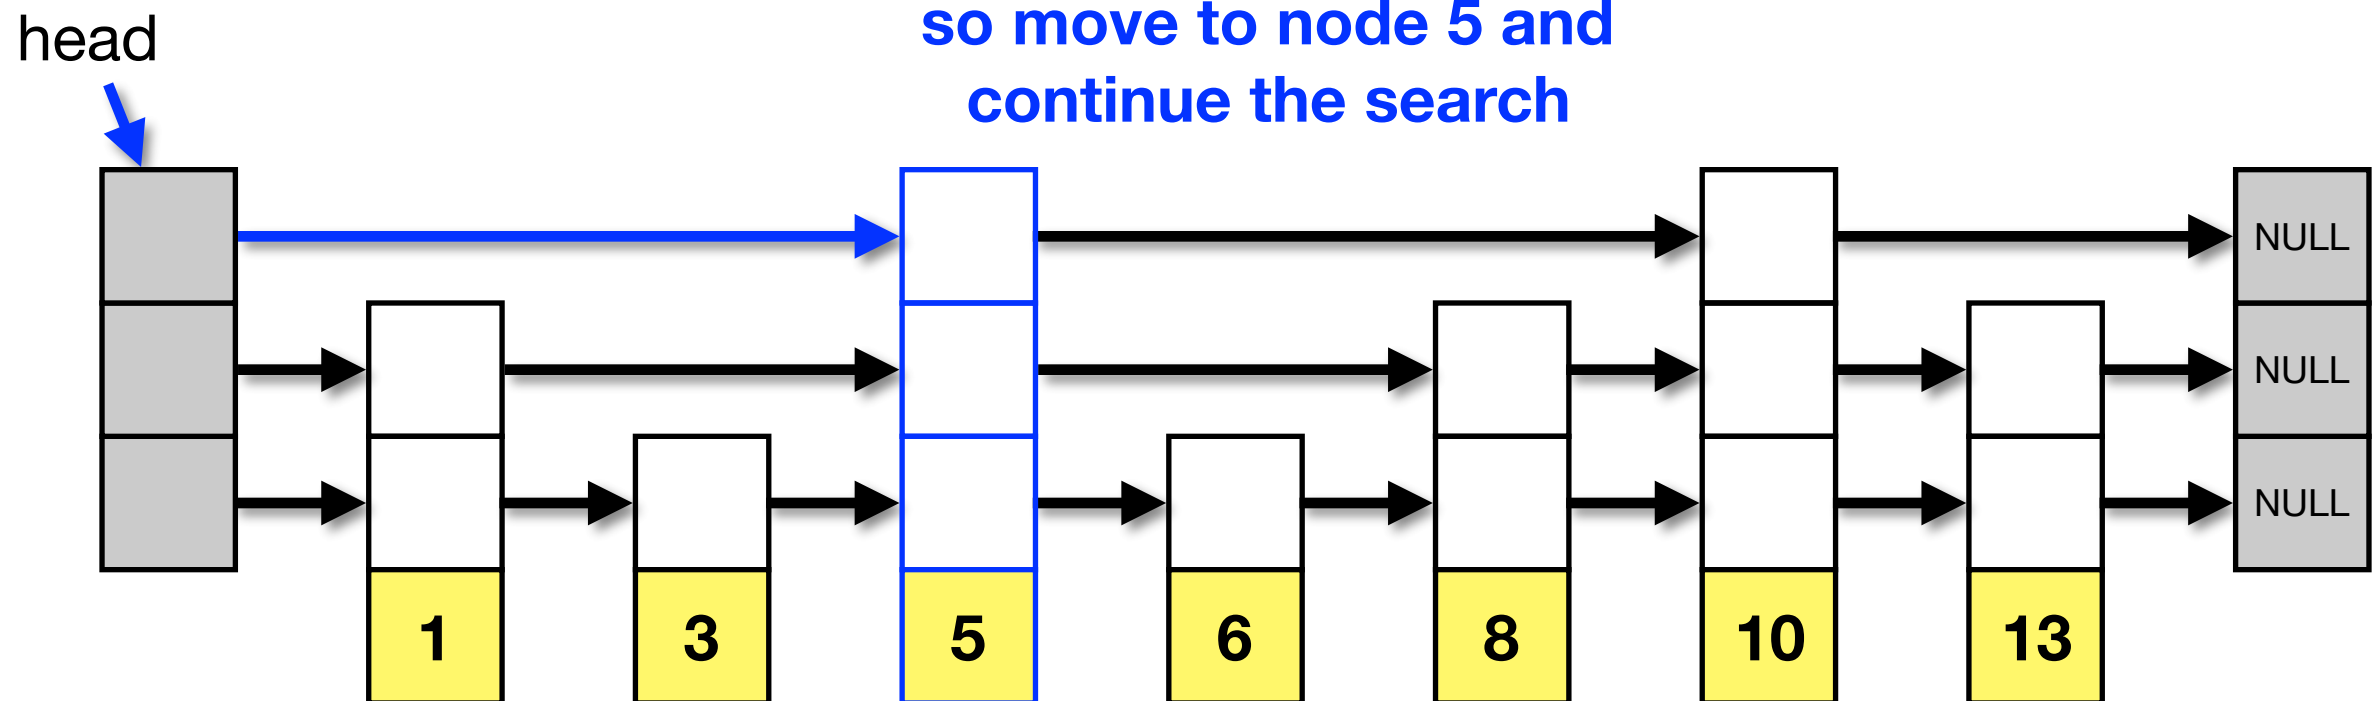 so move to node 5 and
continue the search
head
NULL
NULL
NULL
1 3 5 6 8 10 13